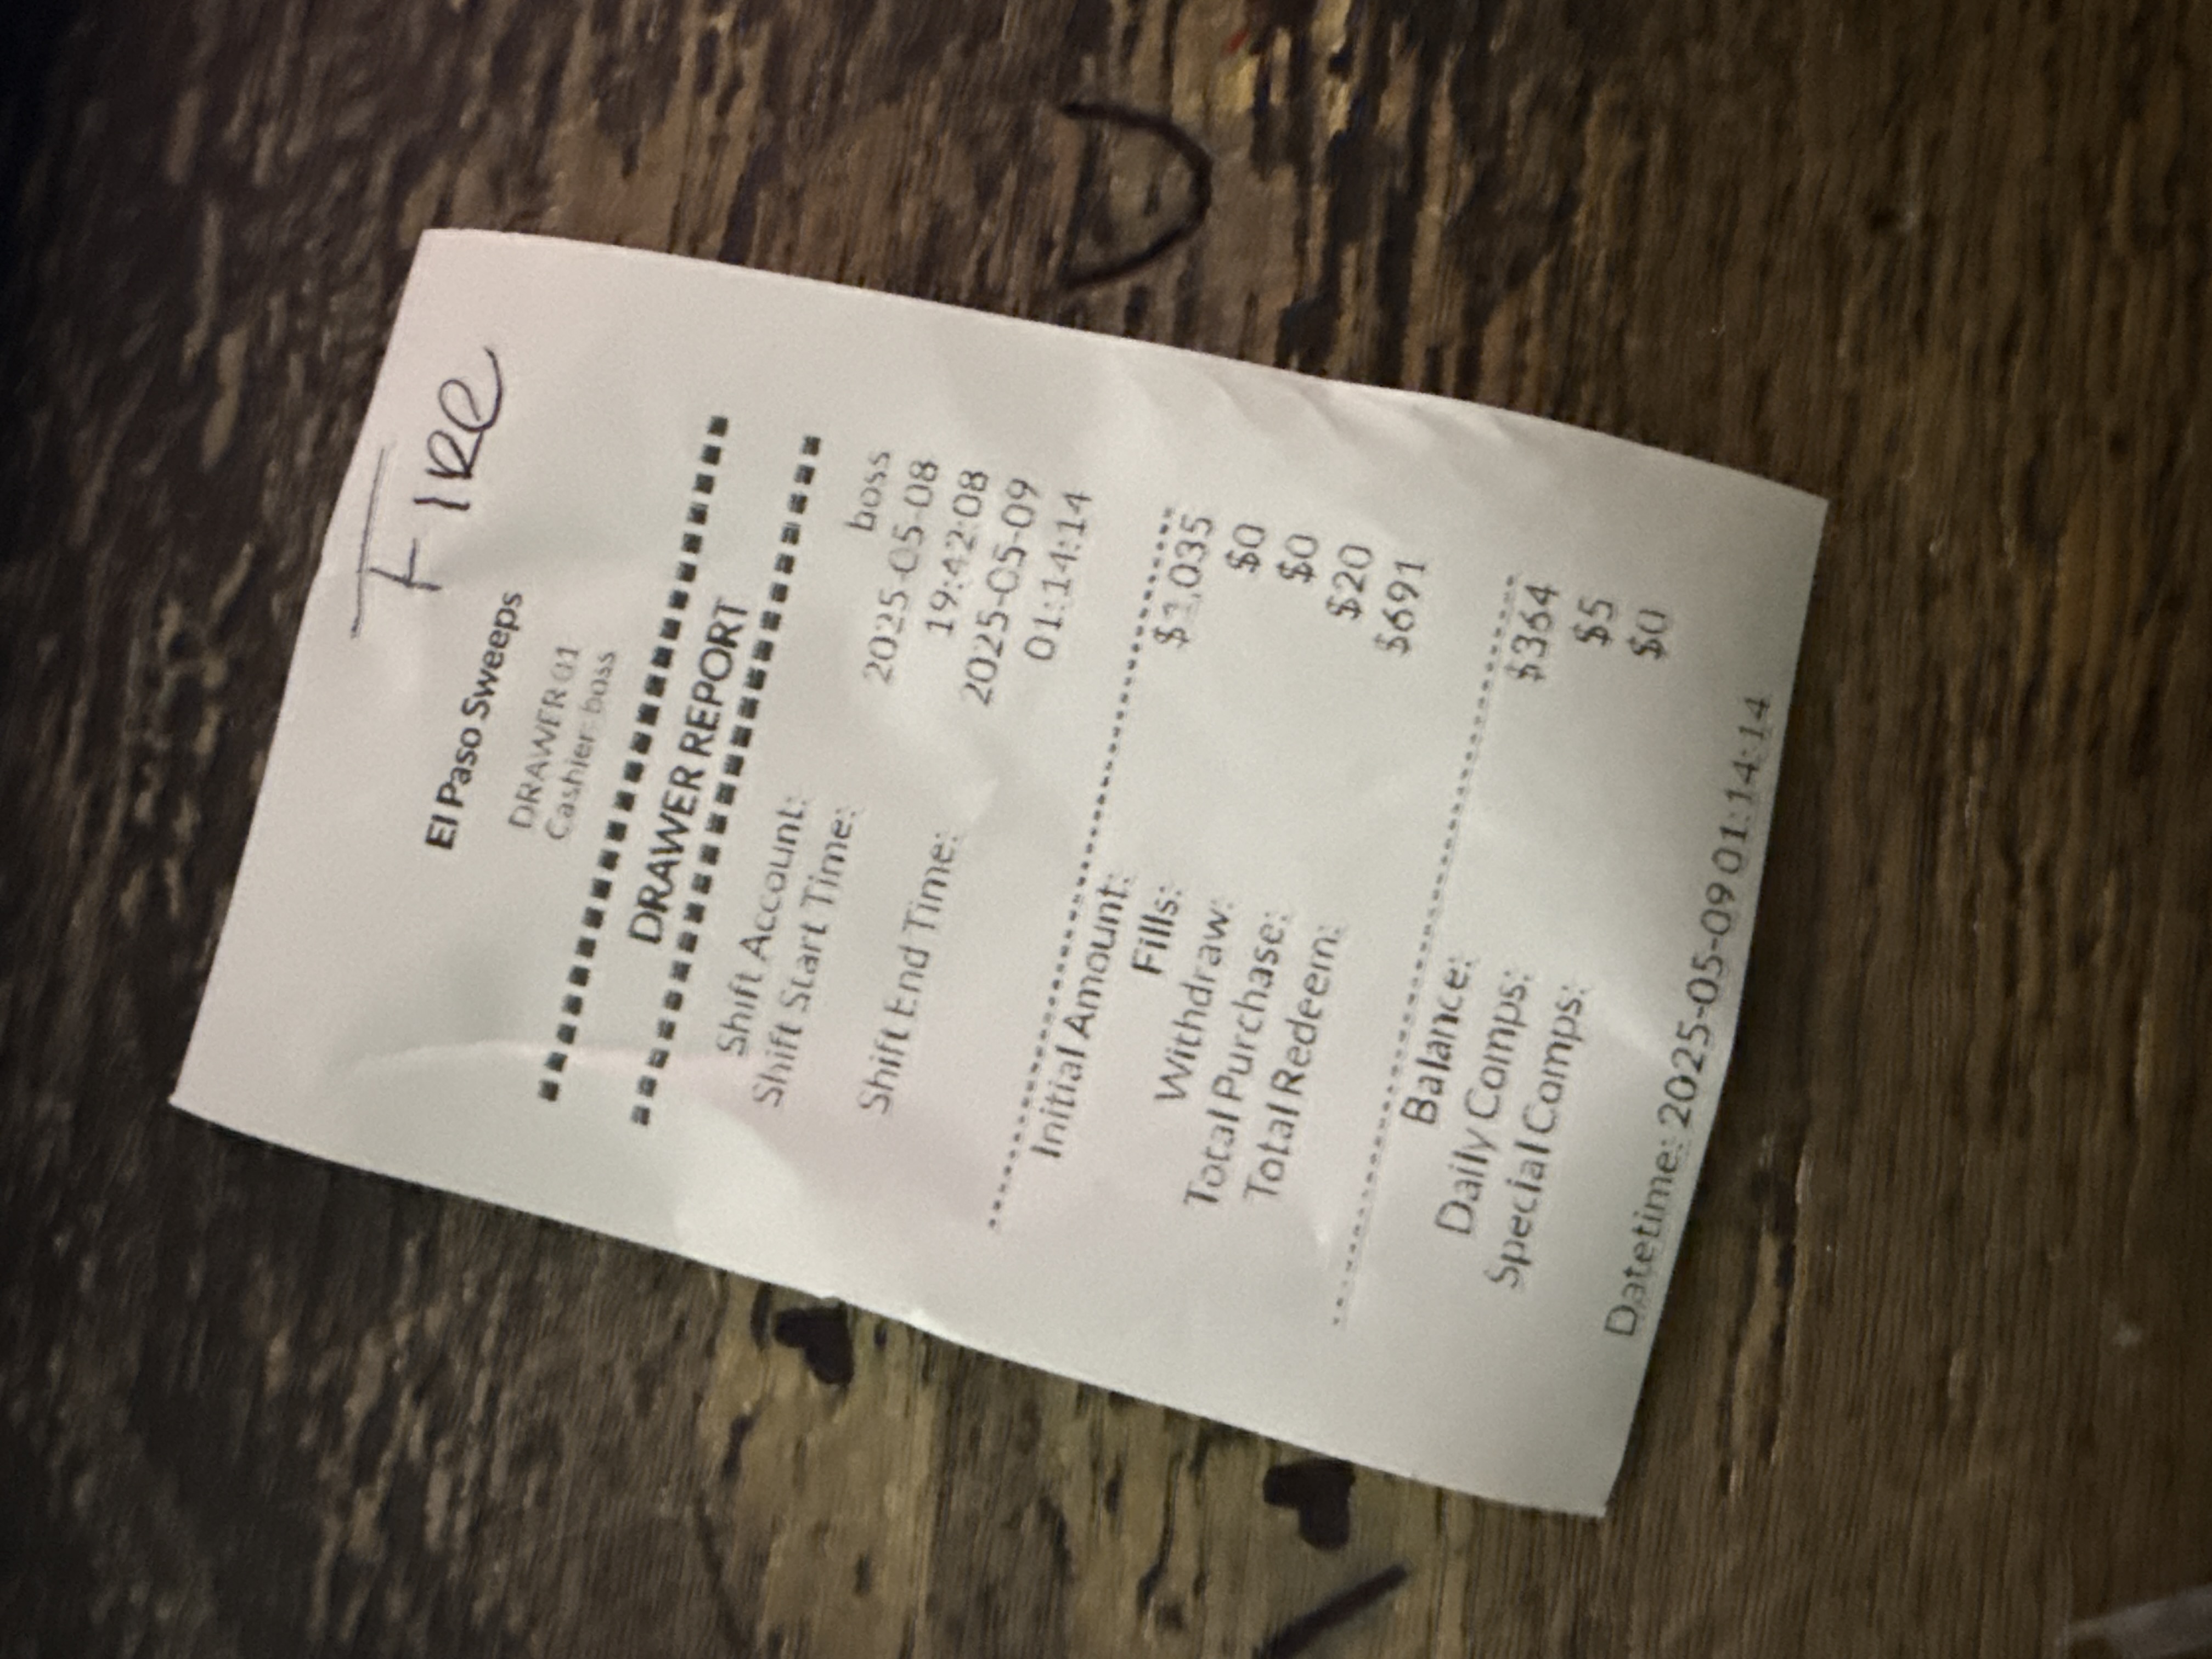 FIRE
El Paso Sweeps
DRAWER 01
Cashier: boss
DRAWER REPORT
Shift Account: boss
Shift Start Time: 2025-05-08
19:42:08
Shift End Time: 2025-05-09
01:14:14
Initial Amount: $1,035
Fills: $0
Withdraw: $0
Total Purchase: $20
Total Redeem: $691
Balance: $364
Daily Comps: $5
Special Comps: $0
Datetime: 2025-05-09 01:14:14